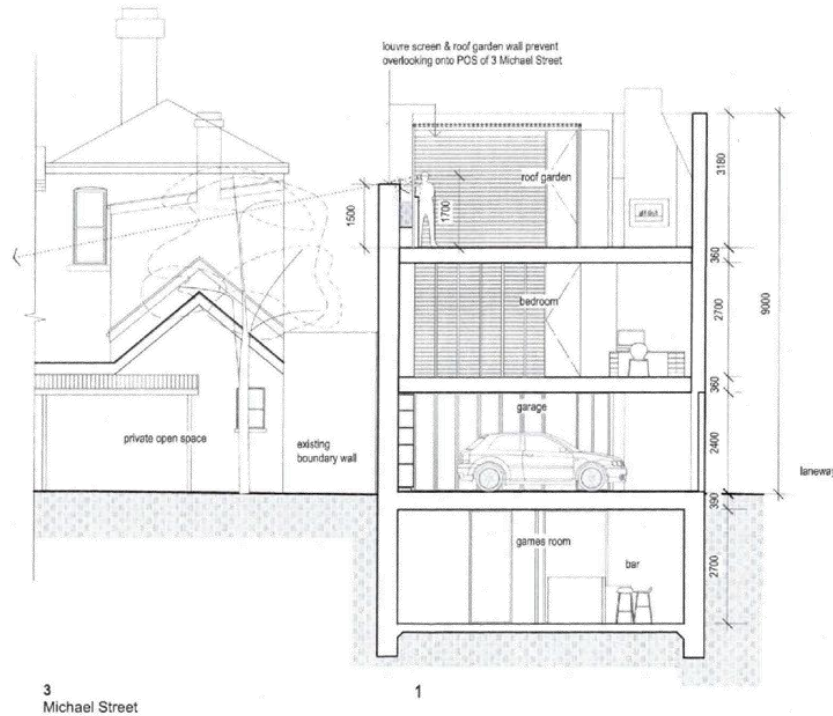 louvre screen & roof garden wall prevent
overlooking onto POS of 3 Michael Street
roof garden
3180
1500
1700
360
bedroom
2700
9000
360
garage
private open space
existing
boundary wall
2400
laneway
390
games room
bar
2700
3
Michael Street
1